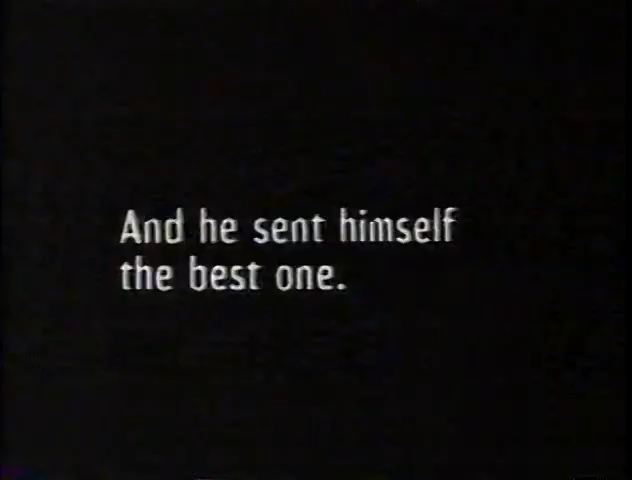 And he sent himself
the best one.